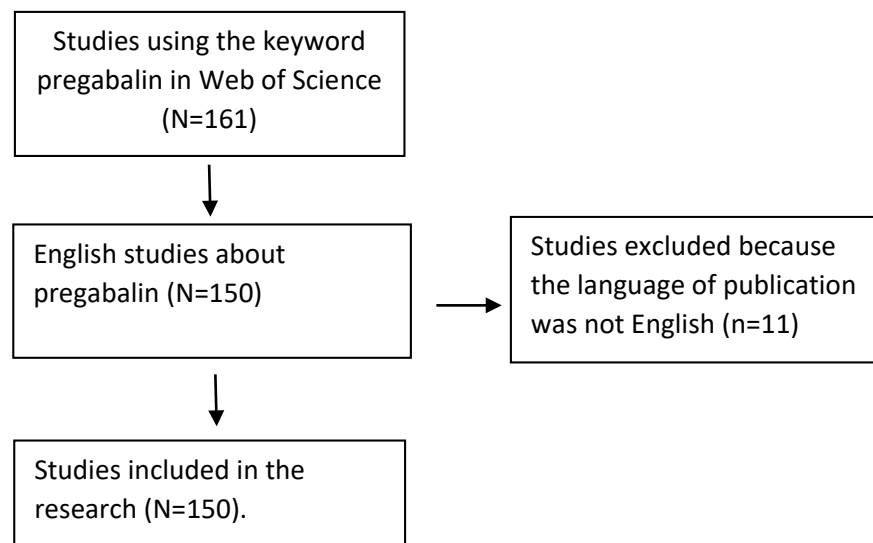 Studies using the keyword
pregabalin in Web of Science
(N=161)
English studies about
pregabalin (N=150)
Studies excluded because
the language of publication
was not English (n=11)
Studies included in the
research (N=150).